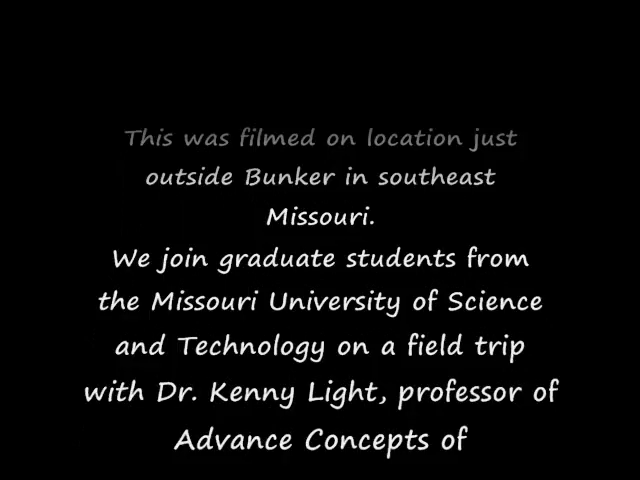 This was filmed on location just
outside Bunker in southeast
Missouri.
We join graduate students from
the Missouri University of Science
and Technology on a field trip
with Dr. Kenny Light, professor of
Advance Concepts of